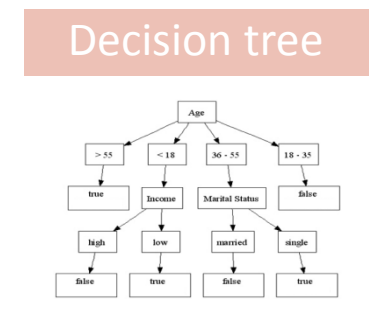 Decision tree
Age
> 55 < 18 36 - 55 18 - 35
true Income Marital Status false
high low married single
false true false true